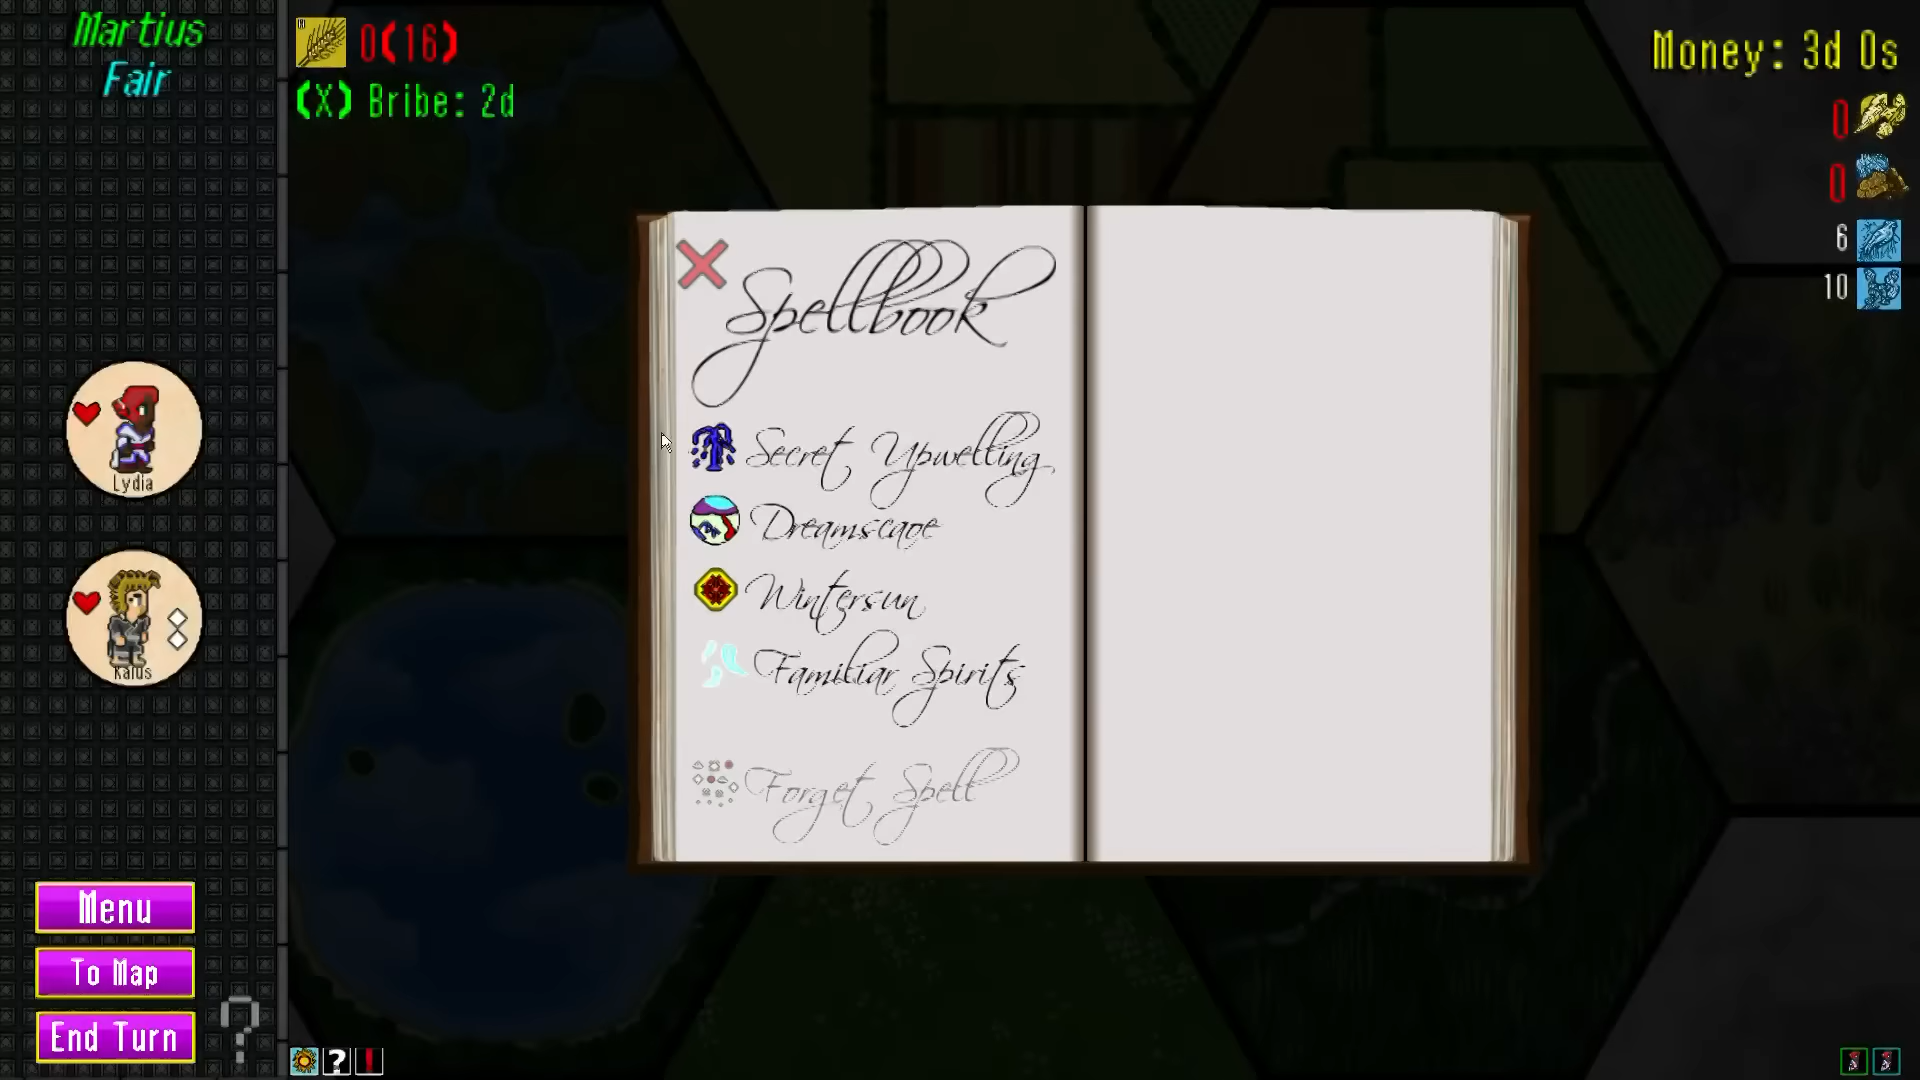 Martius
Fair
0(16)
(X) Bribe: 2d
Money: 3d 0s
0
0
6
10
Spellbook
Secret Upwelling
Dreamscape
Wintersun
Familiar Spirits
Forget Spell
Lydia
Kaius
Menu
To Map
End Turn
?
?
!